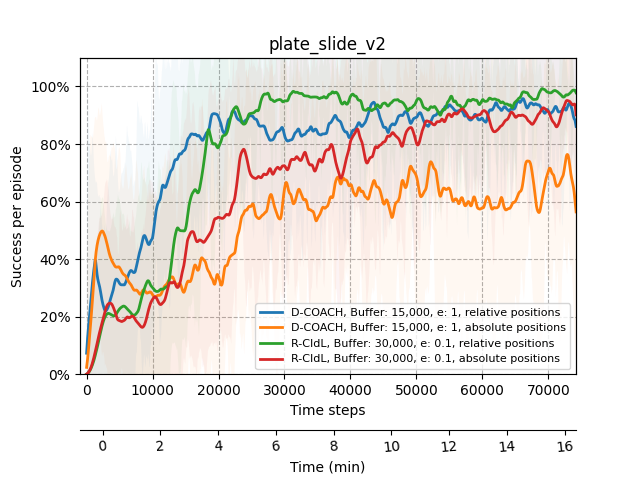 plate_slide_v2
Success per episode
100%
80%
60%
40%
20%
0%
D-COACH, Buffer: 15,000, e: 1, relative positions
D-COACH, Buffer: 15,000, e: 1, absolute positions
R-CIdL, Buffer: 30,000, e: 0.1, relative positions
R-CIdL, Buffer: 30,000, e: 0.1, absolute positions
0 10000 20000 30000 40000 50000 60000 70000
Time steps
0 2 4 6 8 10 12 14 16
Time (min)